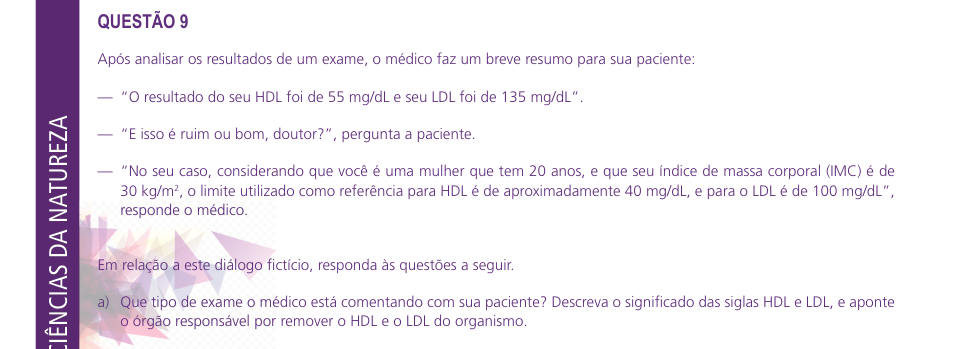 QUESTÃO 9
Após analisar os resultados de um exame, o médico faz um breve resumo para sua paciente:
— “O resultado do seu HDL foi de 55 mg/dL e seu LDL foi de 135 mg/dL”.
— “E isso é ruim ou bom, doutor?”, pergunta a paciente.
— “No seu caso, considerando que você é uma mulher que tem 20 anos, e que seu índice de massa corporal (IMC) é de
30 kg/m², o limite utilizado como referência para HDL é de aproximadamente 40 mg/dL, e para o LDL é de 100 mg/dL”,
responde o médico.
Em relação a este diálogo fictício, responda às questões a seguir.
a) Que tipo de exame o médico está comentando com sua paciente? Descreva o significado das siglas HDL e LDL, e aponte
o órgão responsável por remover o HDL e o LDL do organismo.
CIÊNCIAS DA NATUREZA